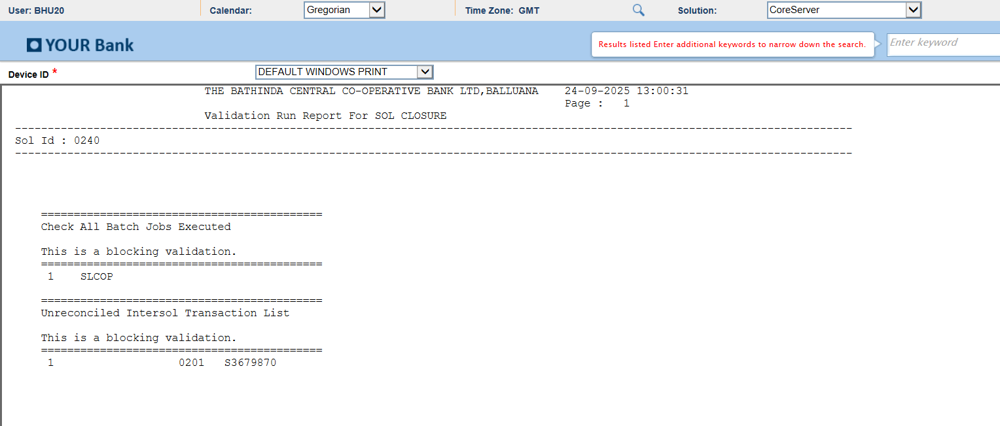 User: BHU20 Calendar: Gregorian Time Zone: GMT Solution: CoreServer
YOUR Bank Results listed Enter additional keywords to narrow down the search. Enter keyword
Device ID * DEFAULT WINDOWS PRINT
THE BATHINDA CENTRAL CO-OPERATIVE BANK LTD,BALLUANA 24-09-2025 13:00:31
Page : 1
Validation Run Report For SOL CLOSURE
--------------------------------------------------------------------------------------------------------------------------------
Sol Id : 0240
--------------------------------------------------------------------------------------------------------------------------------
===========================================
Check All Batch Jobs Executed
This is a blocking validation.
===========================================
1 SLCOP
===========================================
Unreconciled Intersol Transaction List
This is a blocking validation.
===========================================
1 0201 S3679870